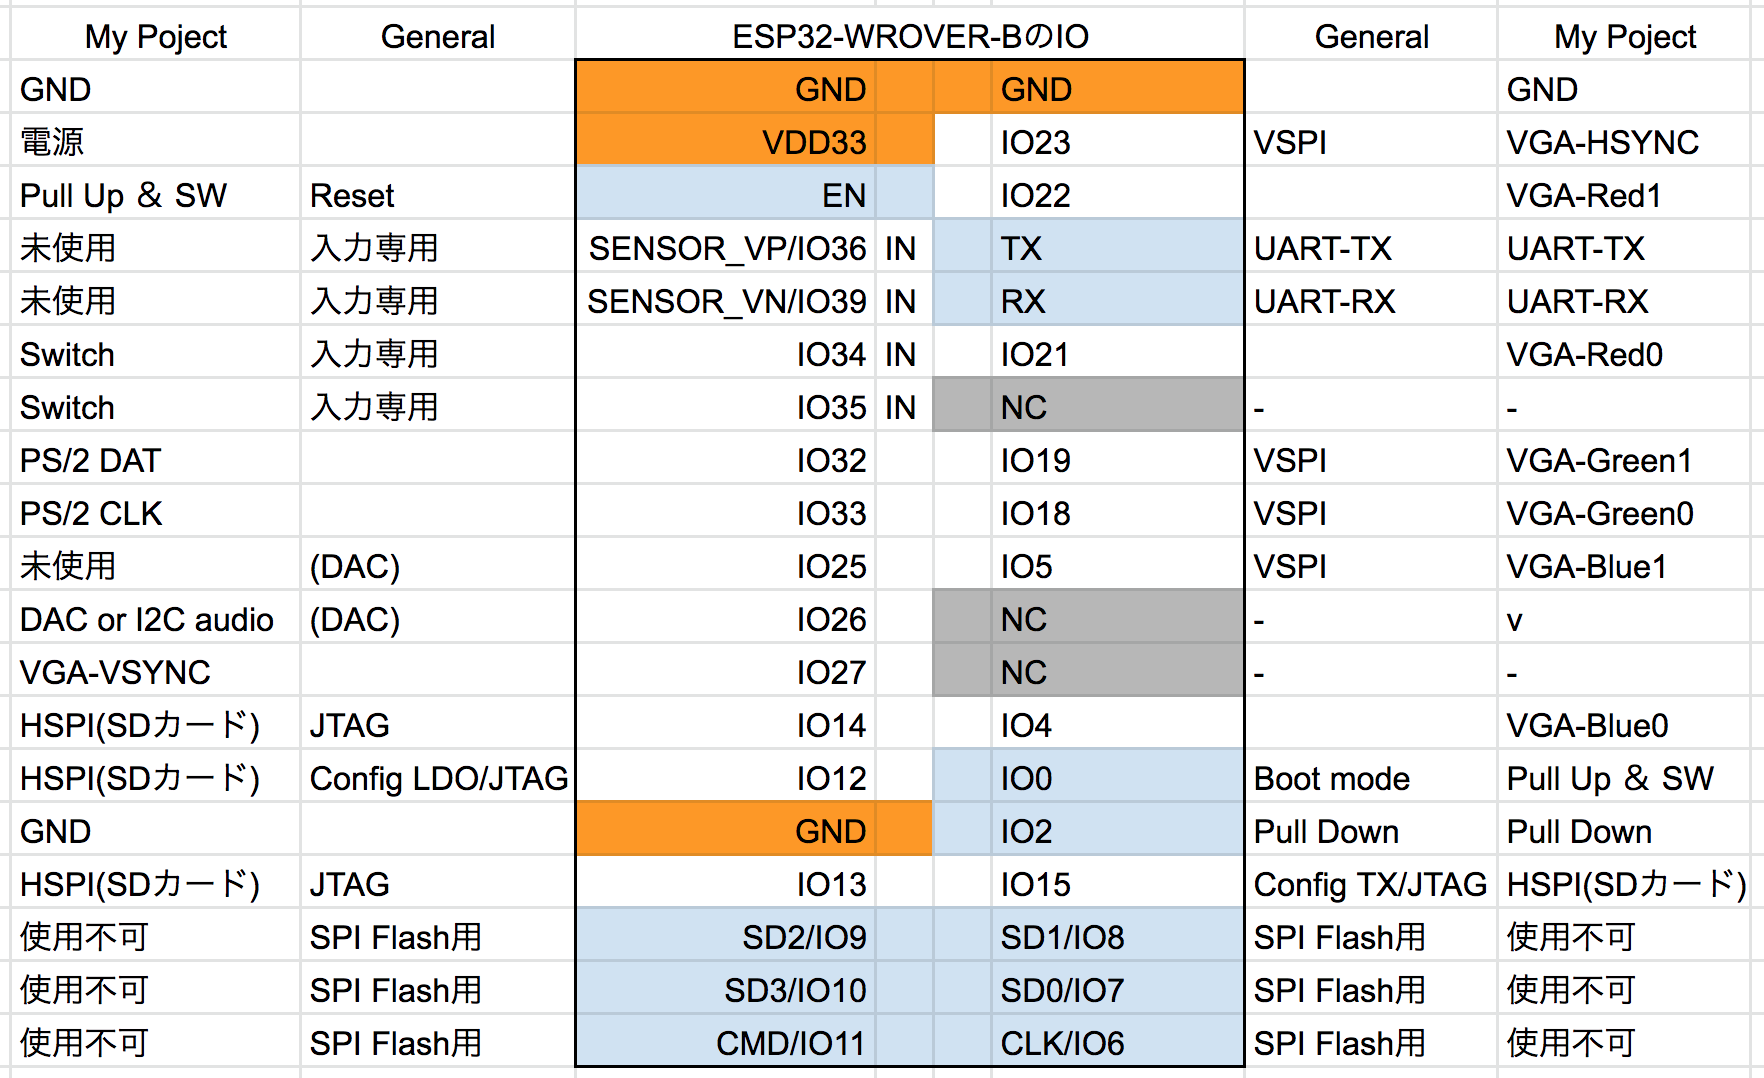 My Poject General ESP32-WROVER-BのIO General My Poject
GND GND GND GND
電源 VDD33 IO23 VSPI VGA-HSYNC
Pull Up & SW Reset EN IO22 VGA-Red1
未使用 入力専用 SENSOR_VP/IO36 IN TX UART-TX UART-TX
未使用 入力専用 SENSOR_VN/IO39 IN RX UART-RX UART-RX
Switch 入力専用 IO34 IN IO21 VGA-Red0
Switch 入力専用 IO35 IN NC - -
PS/2 DAT IO32 IO19 VSPI VGA-Green1
PS/2 CLK IO33 IO18 VSPI VGA-Green0
未使用 (DAC) IO25 IO5 VSPI VGA-Blue1
DAC or I2C audio (DAC) IO26 NC - v
VGA-VSYNC IO27 NC - -
HSPI(SDカード) JTAG IO14 IO4 VGA-Blue0
HSPI(SDカード) Config LDO/JTAG IO12 IO0 Boot mode Pull Up & SW
GND GND IO2 Pull Down Pull Down
HSPI(SDカード) JTAG IO13 IO15 Config TX/JTAG HSPI(SDカード)
使用不可 SPI Flash用 SD2/IO9 SD1/IO8 SPI Flash用 使用不可
使用不可 SPI Flash用 SD3/IO10 SD0/IO7 SPI Flash用 使用不可
使用不可 SPI Flash用 CMD/IO11 CLK/IO6 SPI Flash用 使用不可